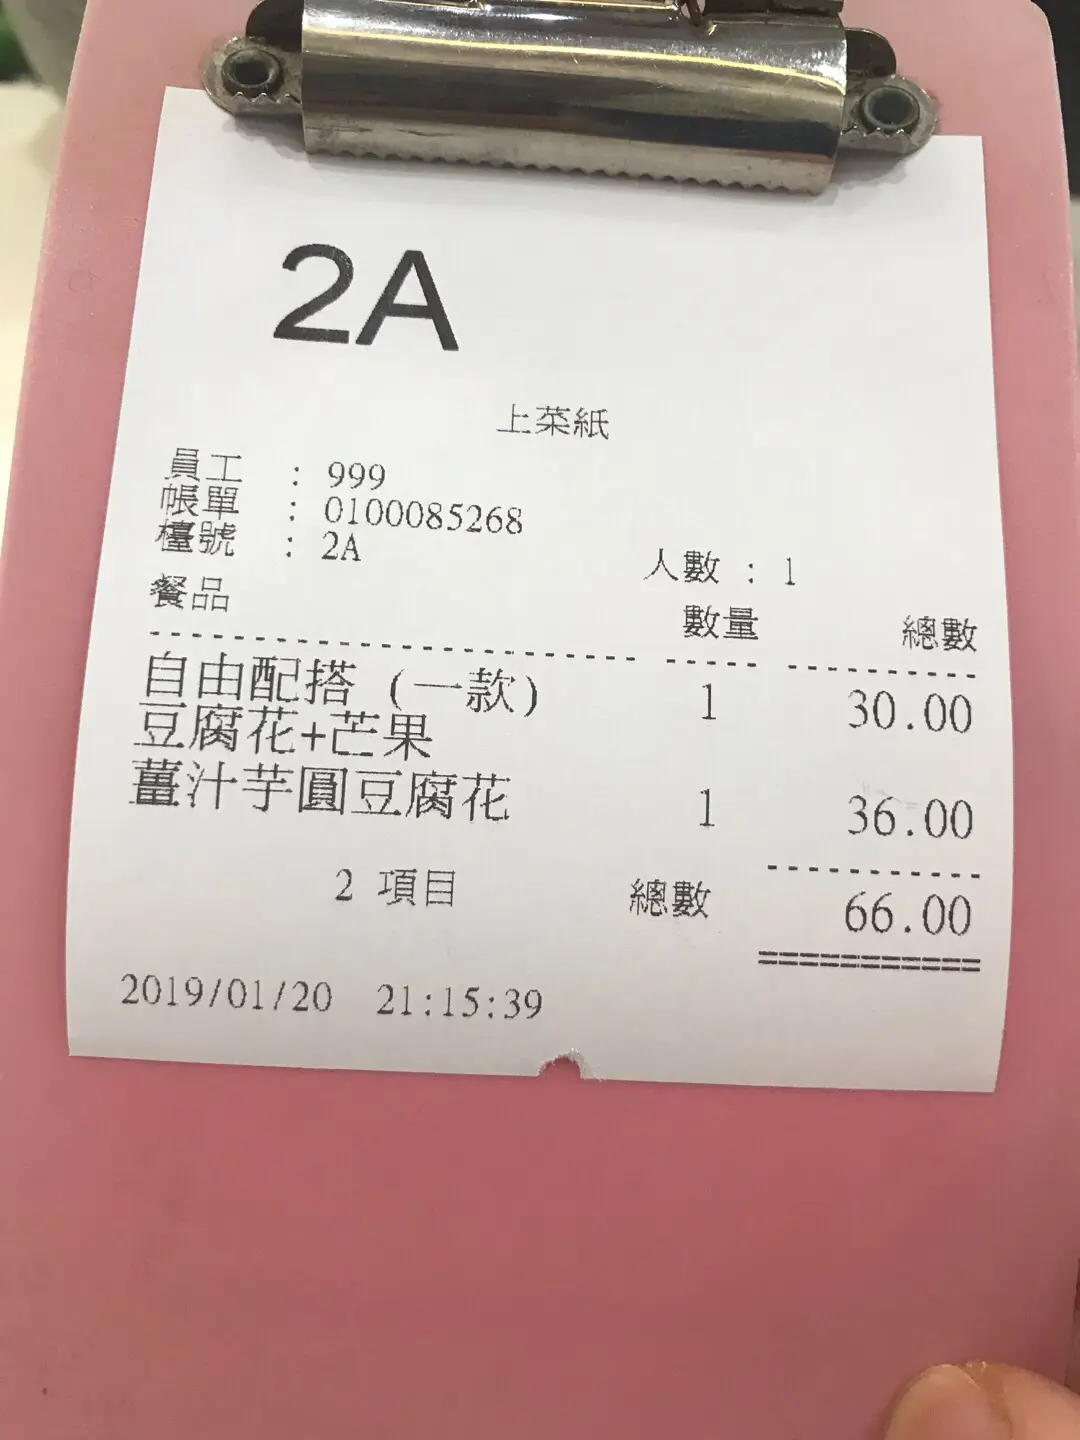 2A
上菜紙
員工 : 999
帳單 : 0100085268
檯號 : 2A 人數 : 1
餐品 數量 總數
自由配搭 (一款) 1 30.00
豆腐花+芒果
薑汁芋圓豆腐花 1 36.00
2 項目 總數 66.00
2019/01/20 21:15:39